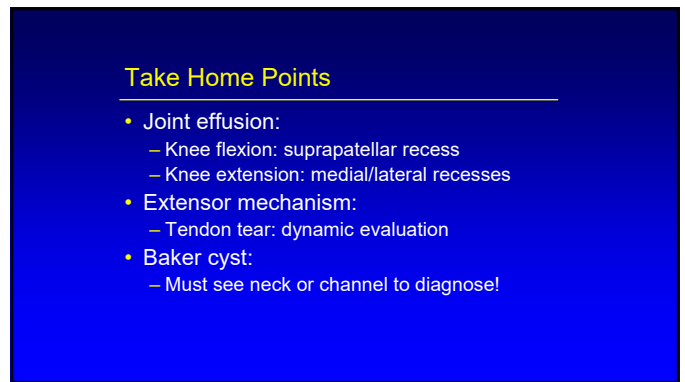 Take Home Points
• Joint effusion:
– Knee flexion: suprapatellar recess
– Knee extension: medial/lateral recesses
• Extensor mechanism:
– Tendon tear: dynamic evaluation
• Baker cyst:
– Must see neck or channel to diagnose!